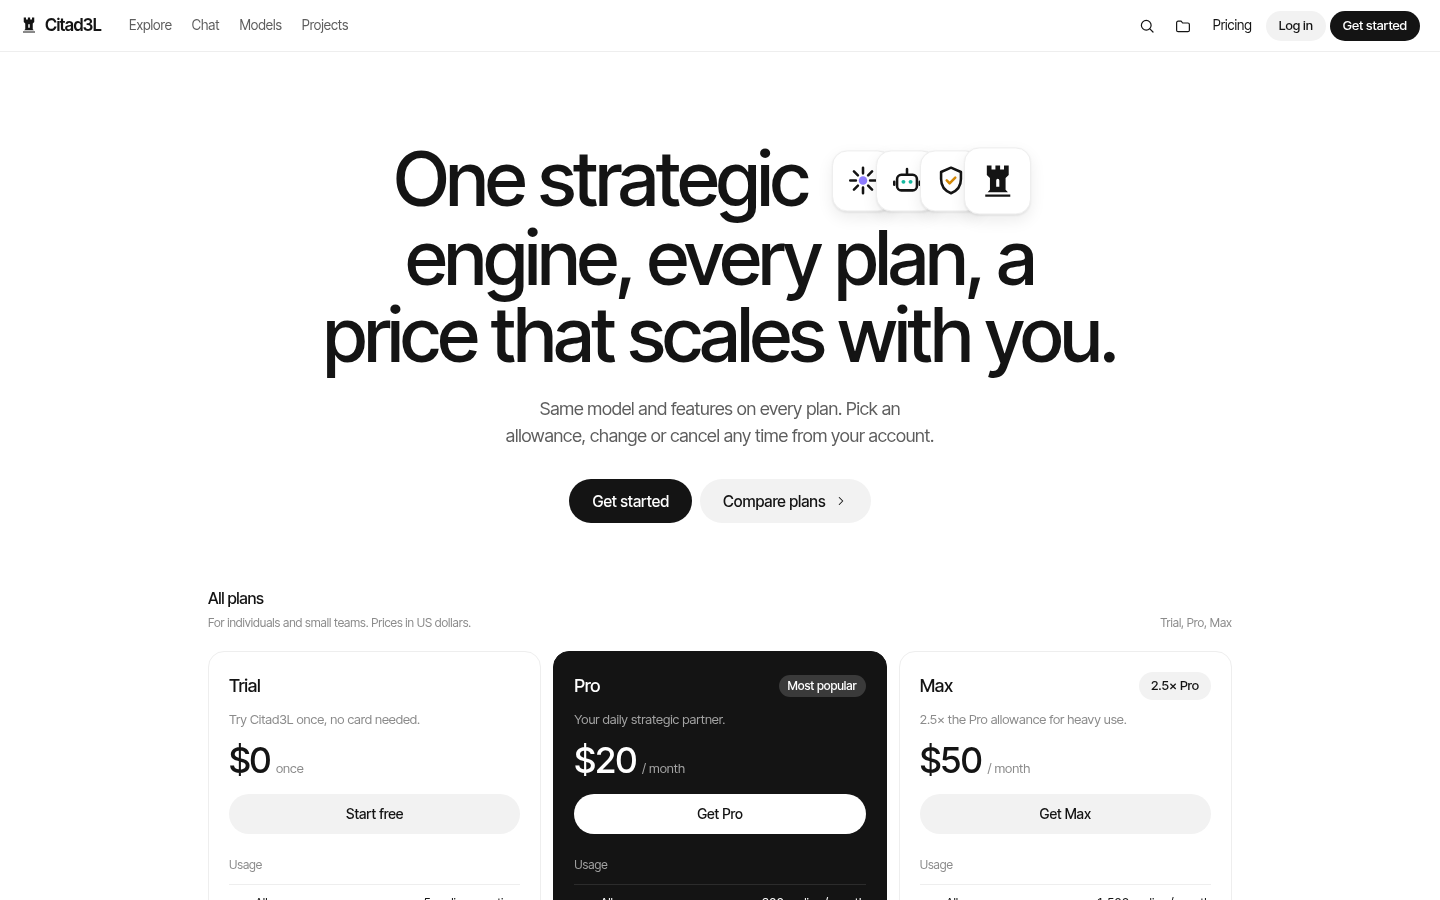 Citad3L
Explore
Chat
Models
Projects
Pricing
Log in
Get started
One strategic
engine, every plan, a
price that scales with you.
Same model and features on every plan. Pick an
allowance, change or cancel any time from your account.
Get started
Compare plans
All plans
For individuals and small teams. Prices in US dollars.
Trial, Pro, Max
Trial
Try Citad3L once, no card needed.
$0 once
Start free
Usage
Pro
Most popular
Your daily strategic partner.
$20 / month
Get Pro
Usage
Max
2.5× Pro
2.5× the Pro allowance for heavy use.
$50 / month
Get Max
Usage